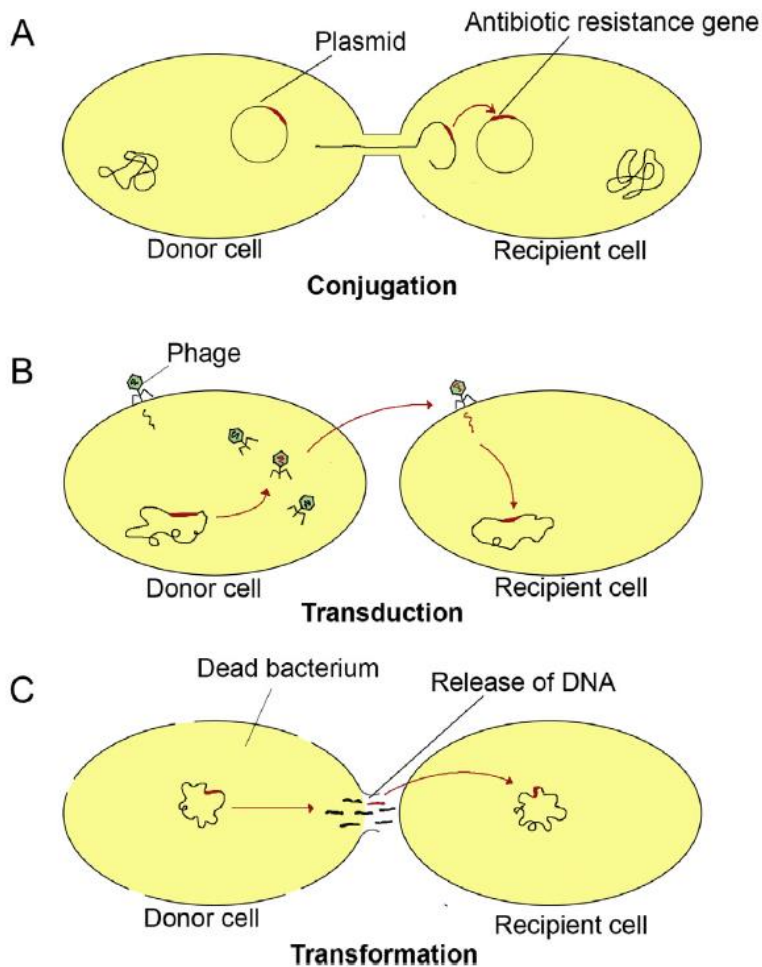 A
Plasmid
Antibiotic resistance gene
Donor cell
Recipient cell
Conjugation
B
Phage
Donor cell
Recipient cell
Transduction
C
Dead bacterium
Release of DNA
Donor cell
Recipient cell
Transformation